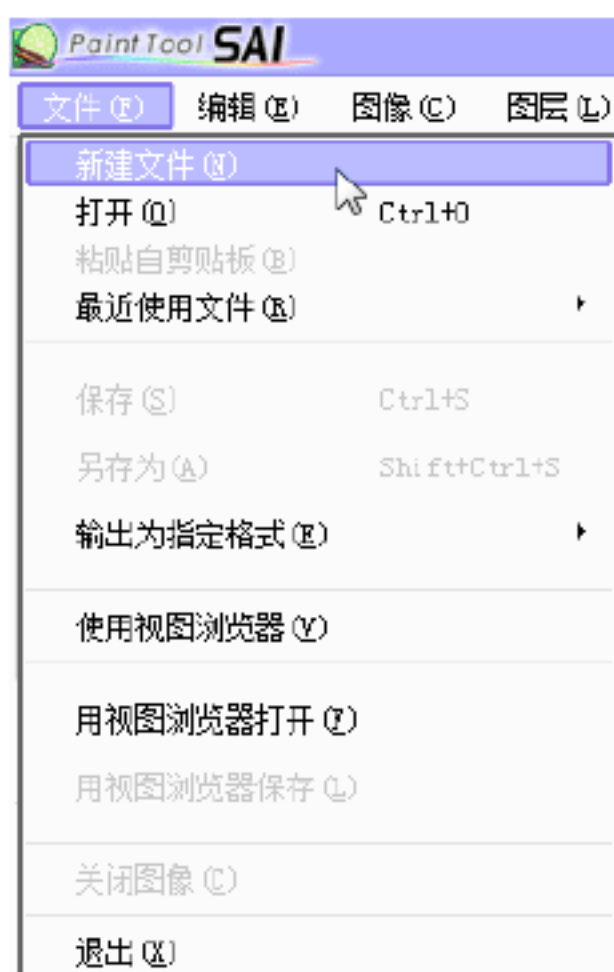 Paint Tool SAI
文件(F) 编辑(E) 图像(C) 图层(L)
新建文件(N)
打开(O) Ctrl+O
粘贴自剪贴板(B)
最近使用文件(R)
保存(S) Ctrl+S
另存为(A) Shift+Ctrl+S
输出为指定格式(E)
使用视图浏览器(V)
用视图浏览器打开(F)
用视图浏览器保存(L)
关闭图像(C)
退出(X)